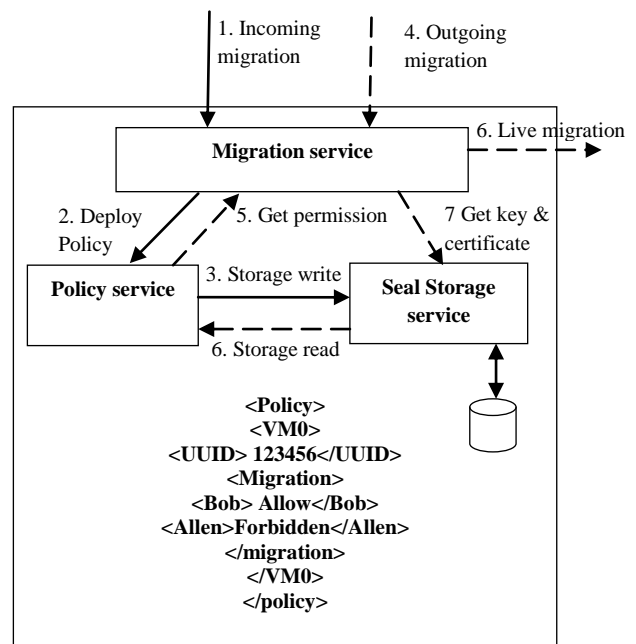 1. Incoming
migration
4. Outgoing
migration
6. Live migration
Migration service
2. Deploy
Policy
5. Get permission
7 Get key &
certificate
Policy service
3. Storage write
Seal Storage
service
6. Storage read
<Policy>
<VM0>
<UUID> 123456</UUID>
<Migration>
<Bob> Allow</Bob>
<Allen>Forbidden</Allen>
</migration>
</VM0>
</policy>